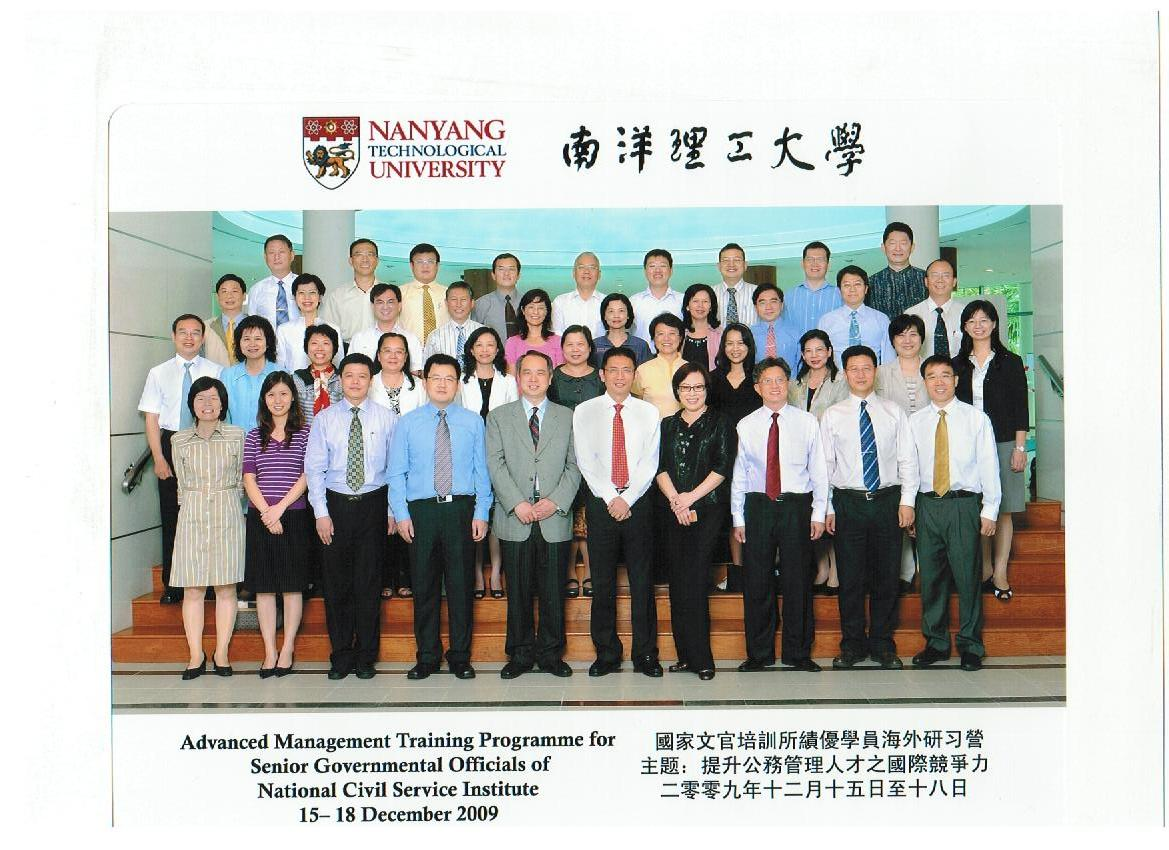 NANYANG
TECHNOLOGICAL
UNIVERSITY
南洋理工大學
Advanced Management Training Programme for
Senior Governmental Officials of
National Civil Service Institute
15– 18 December 2009
國家文官培訓所績優學員海外研习營
主题：提升公務管理人才之國際競爭力
二零零九年十二月十五日至十八日